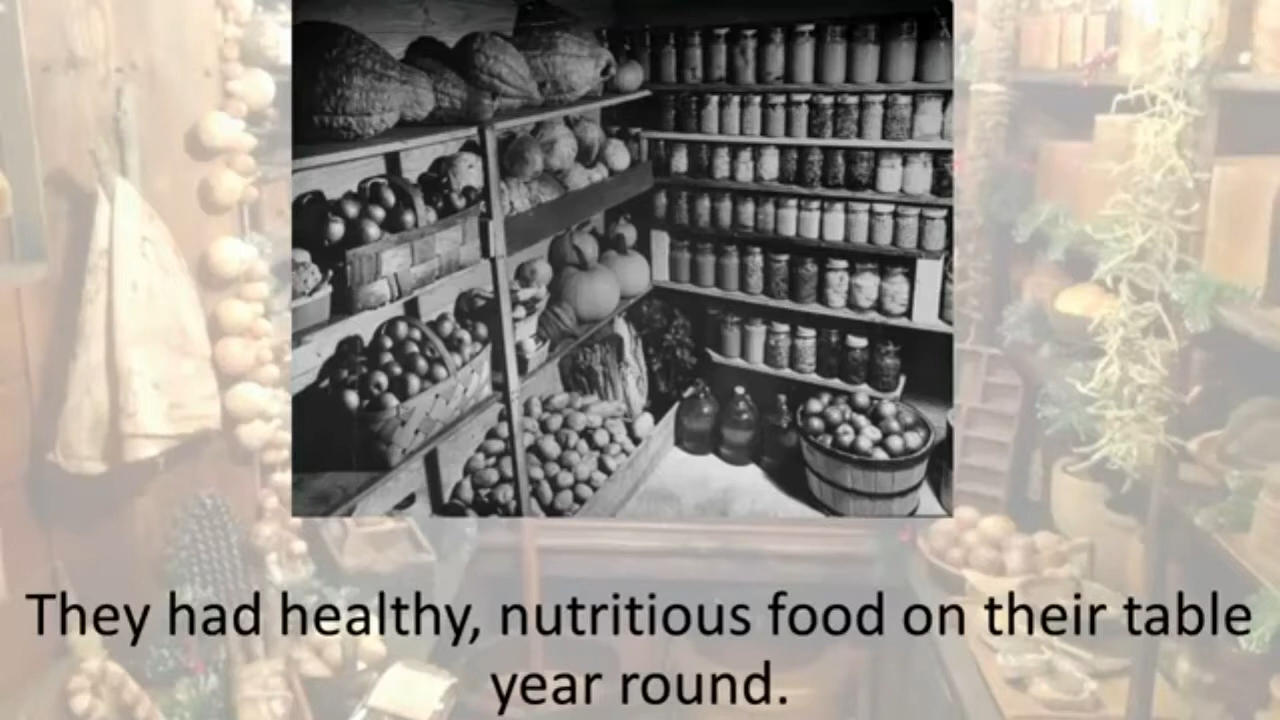 They had healthy, nutritious food on their table
year round.